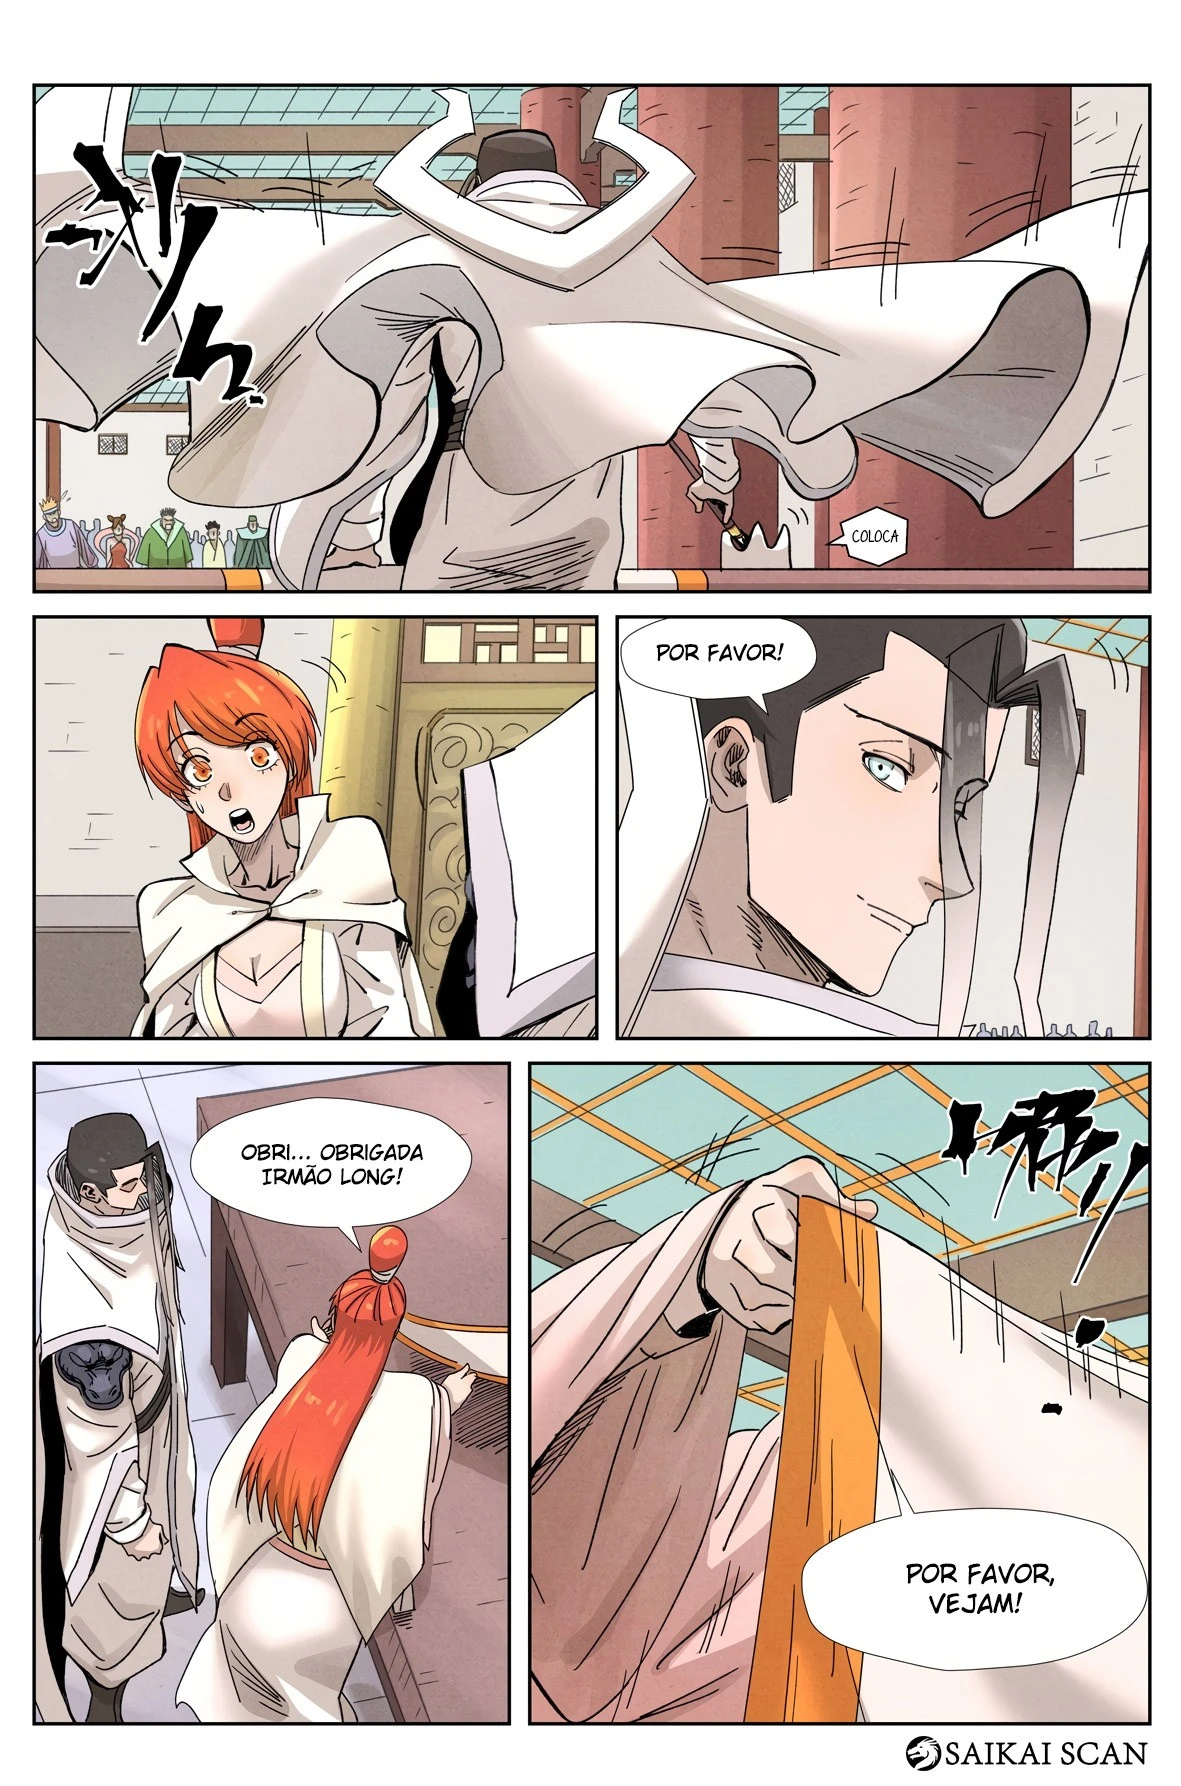 COLOCA
POR FAVOR!
OBRI... OBRIGADA
IRMÃO LONG!
POR FAVOR,
VEJAM!
SAIKAI SCAN